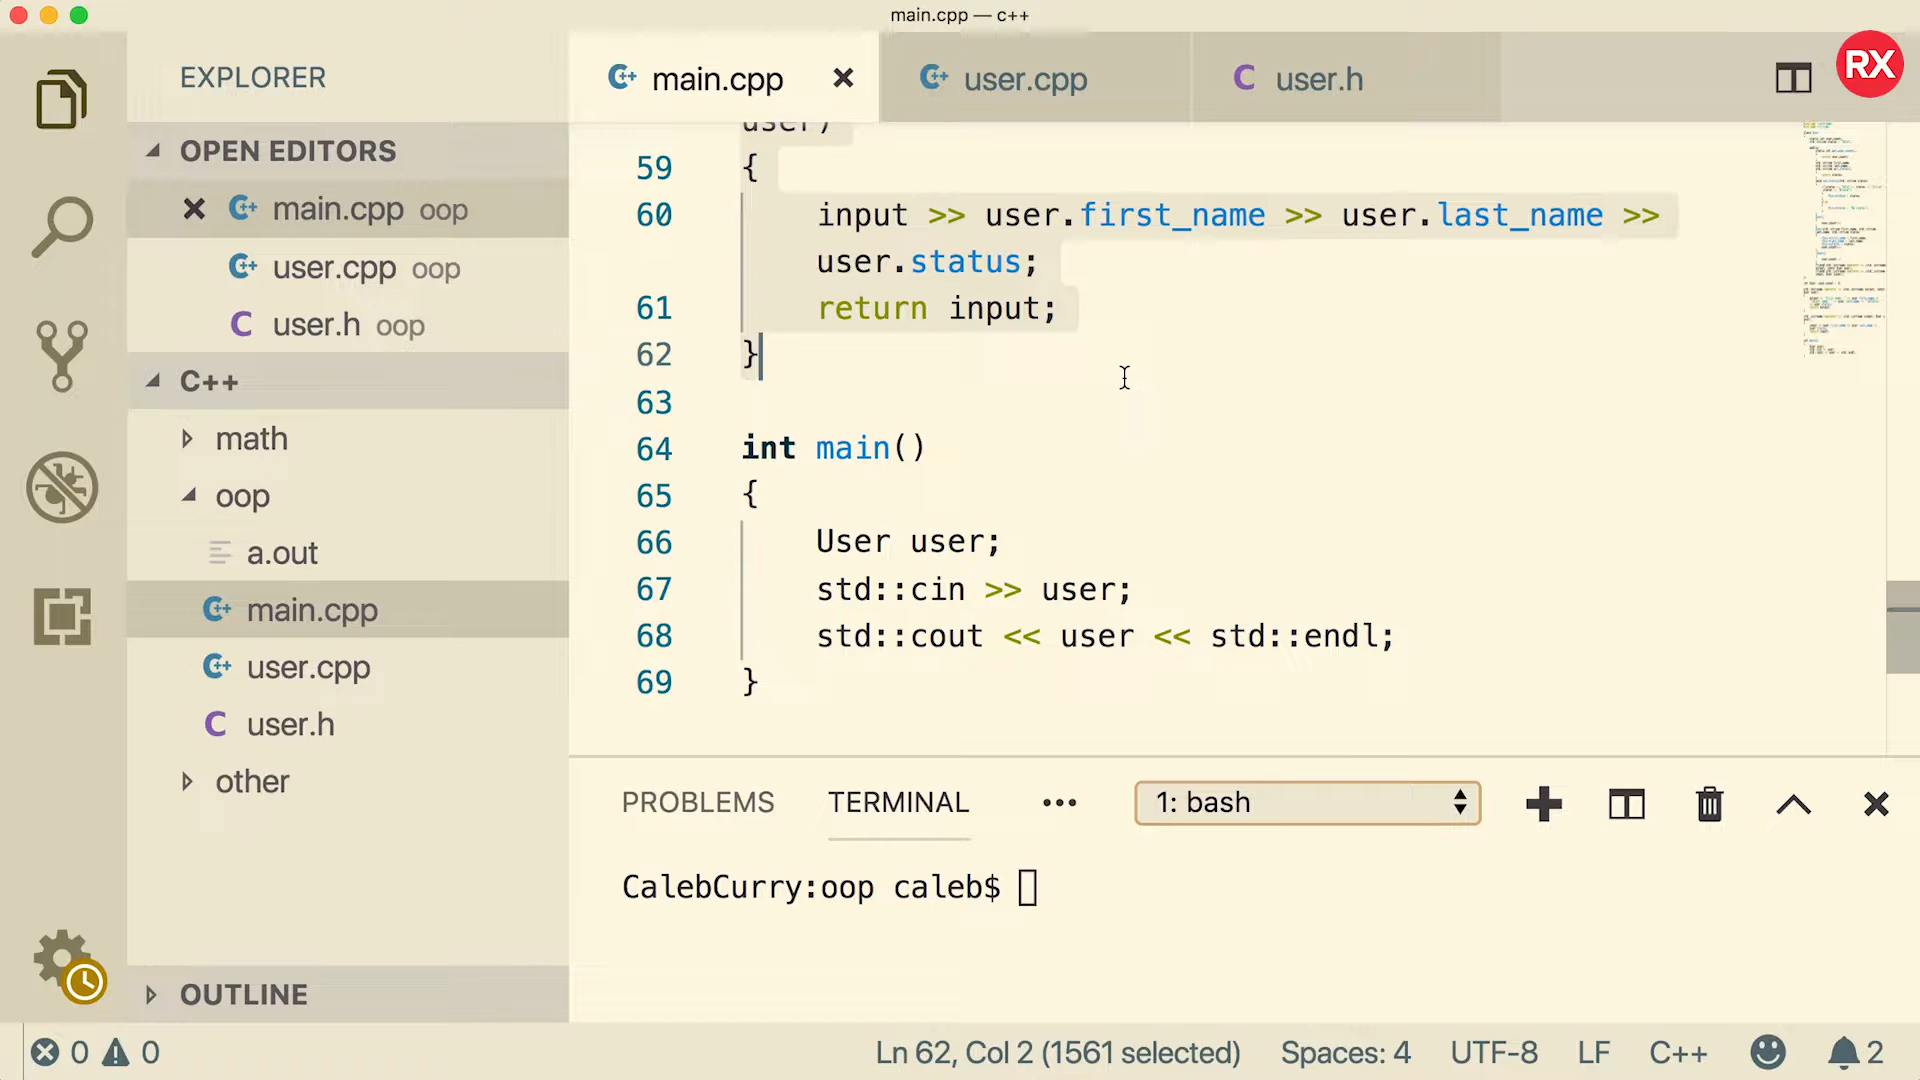 main.cpp — c++
RX
EXPLORER
main.cpp
user.cpp
user.h
OPEN EDITORS
main.cpp oop
user.cpp oop
user.h oop
C++
math
oop
a.out
main.cpp
user.cpp
user.h
other
OUTLINE
user)
59 {
60 input >> user.first_name >> user.last_name >>
user.status;
61 return input;
62 }
63
64 int main()
65 {
66 User user;
67 std::cin >> user;
68 std::cout << user << std::endl;
69 }
PROBLEMS TERMINAL ••• 1: bash
CalebCurry:oop caleb$
0 0 Ln 62, Col 2 (1561 selected) Spaces: 4 UTF-8 LF C++ 2